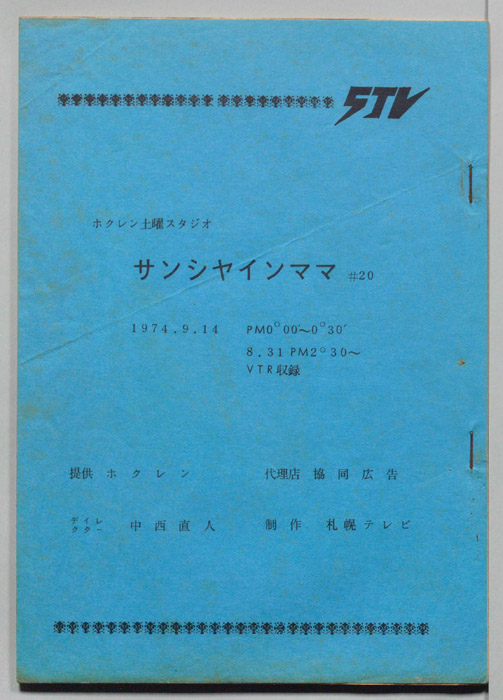 STV
ホクレン土曜スタジオ
サンシヤインママ #20
1974.9.14 PM0°00〜0°30′
8.31 PM2°30〜
VTR収録
提供 ホクレン 代理店 協同広告
デイレクター 中西直人 制作 札幌テレビ